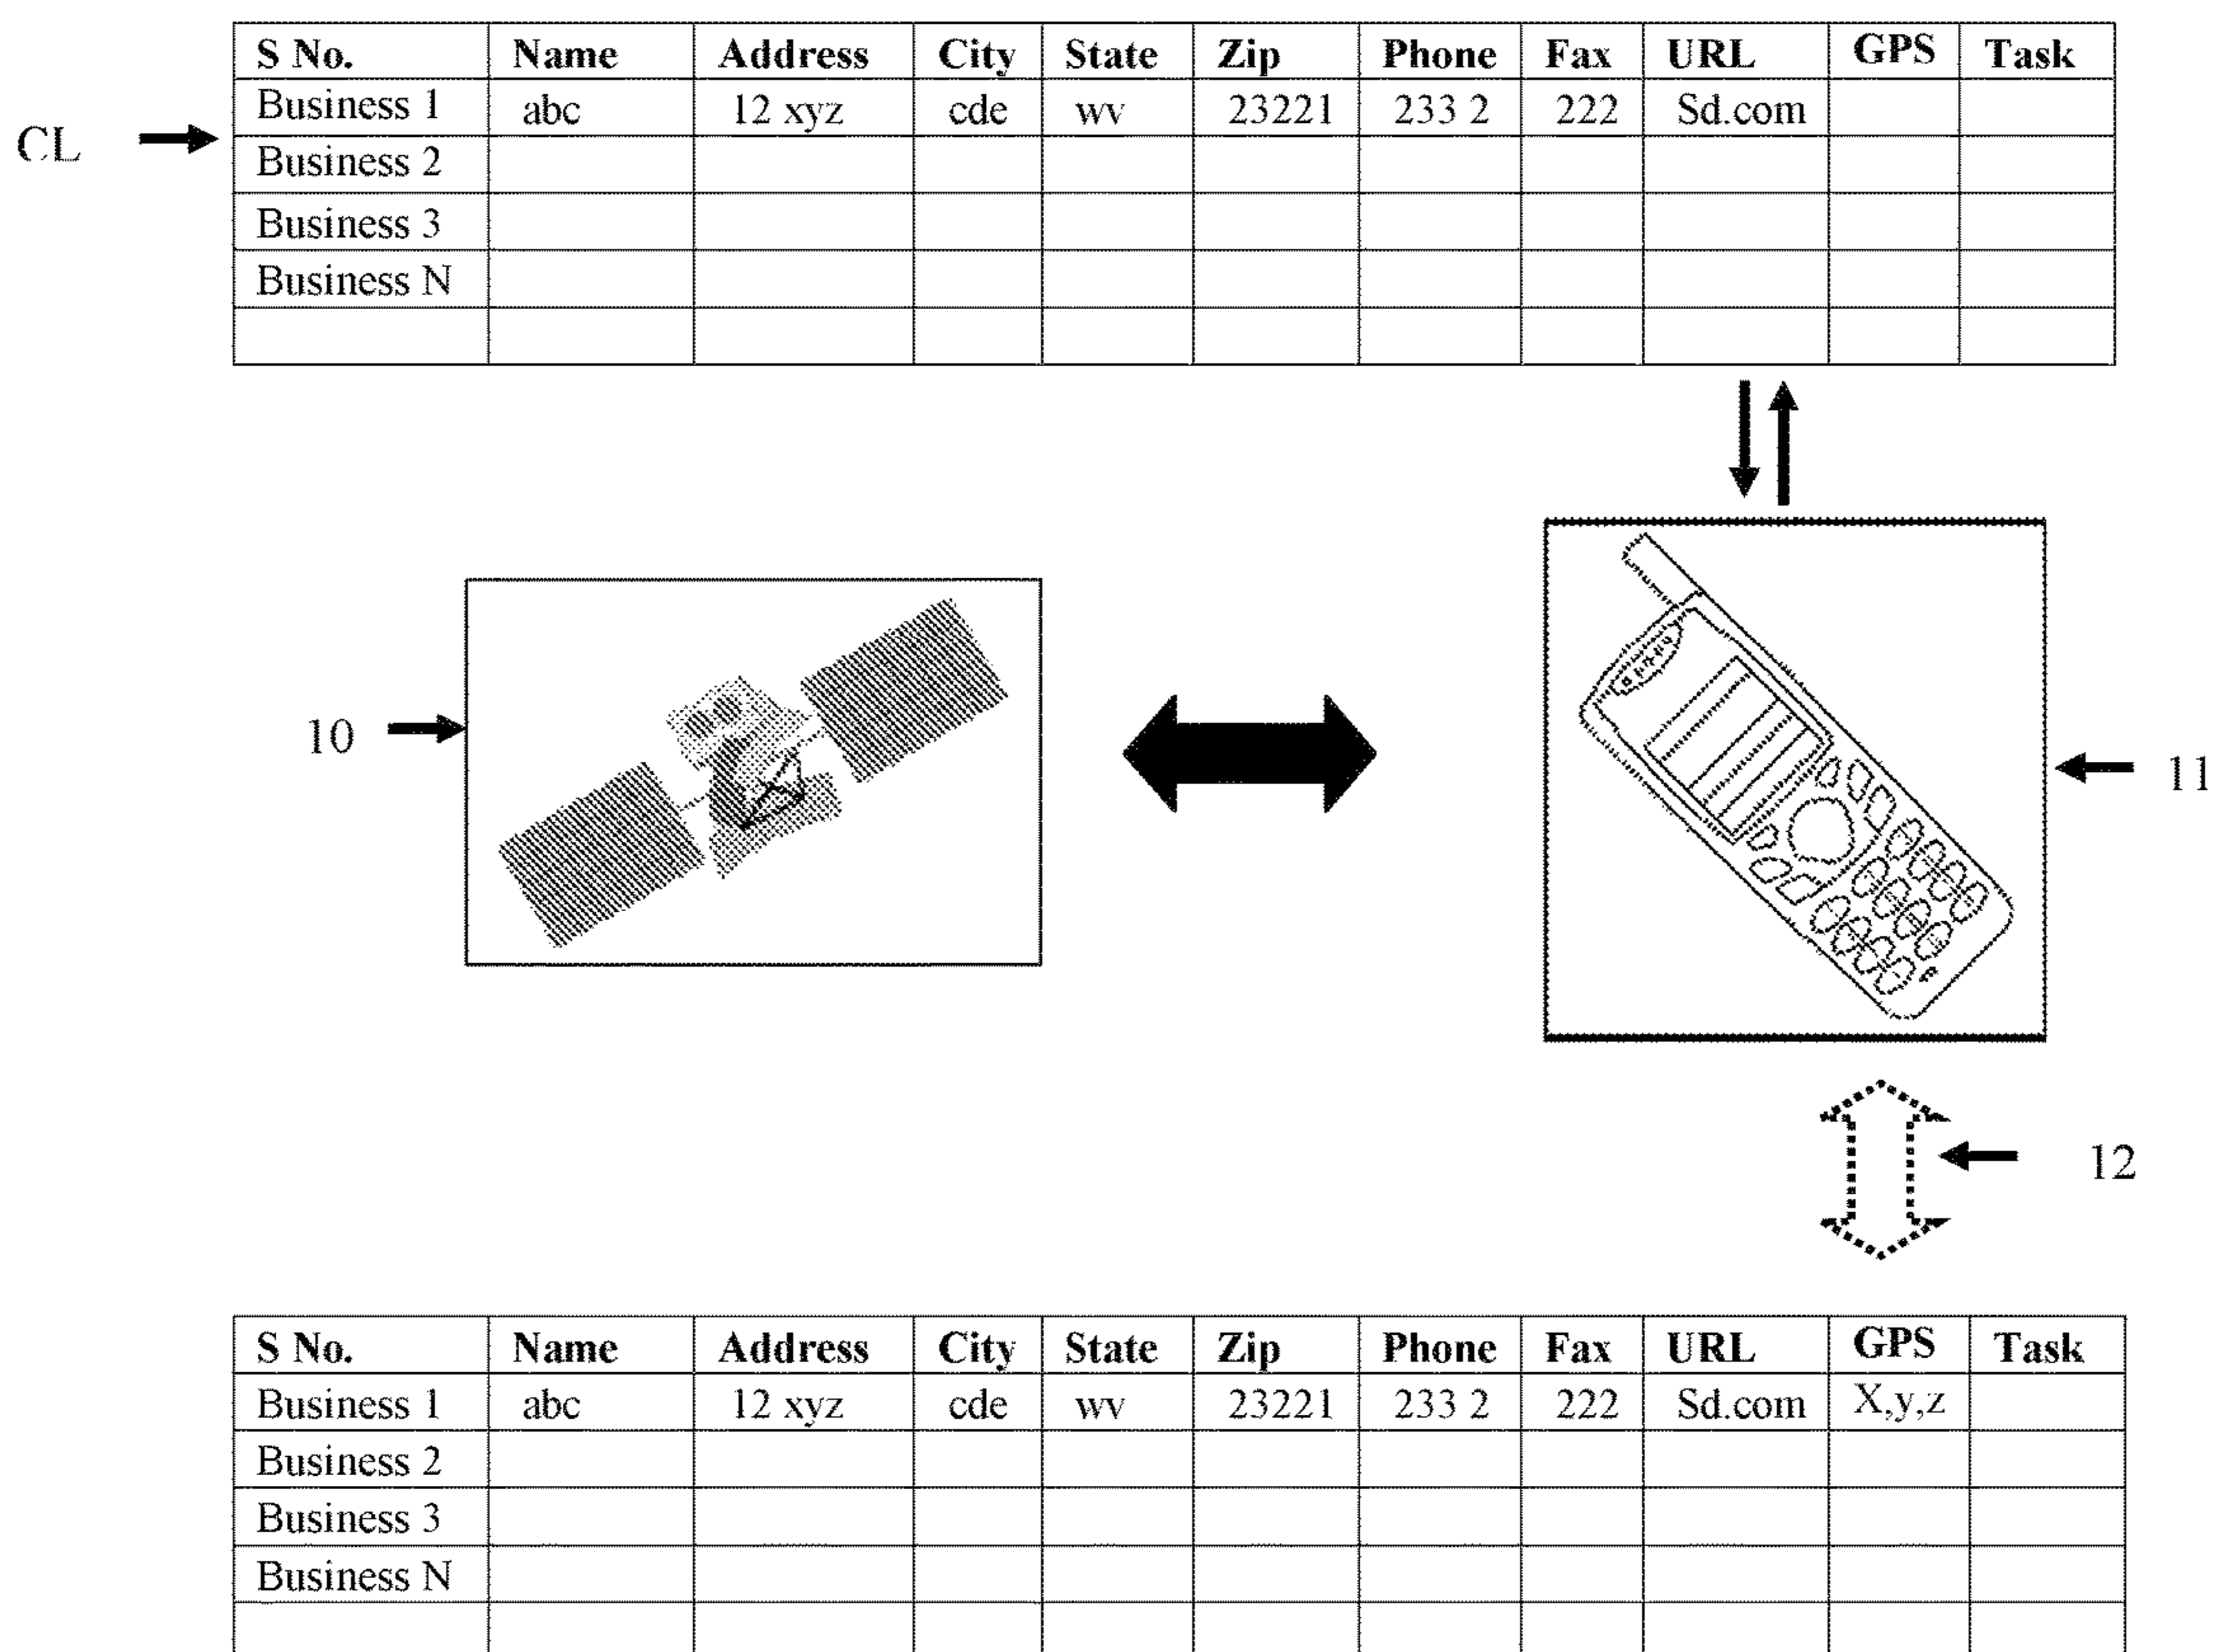 S No. Name Address City State Zip Phone Fax URL GPS Task
Business 1 abc 12 xyz cde wv 23221 233 2 222 Sd.com
CL
Business 2
Business 3
Business N
10
11
12
S No. Name Address City State Zip Phone Fax URL GPS Task
Business 1 abc 12 xyz cde wv 23221 233 2 222 Sd.com X,y,z
Business 2
Business 3
Business N